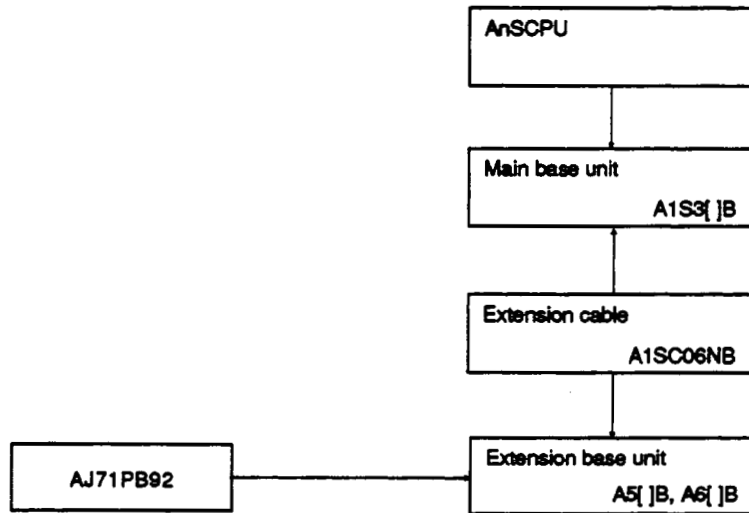 AnSCPU
Main base unit
A1S3[ ]B
Extension cable
A1SC06NB
Extension base unit
A5[ ]B, A6[ ]B
AJ71PB92